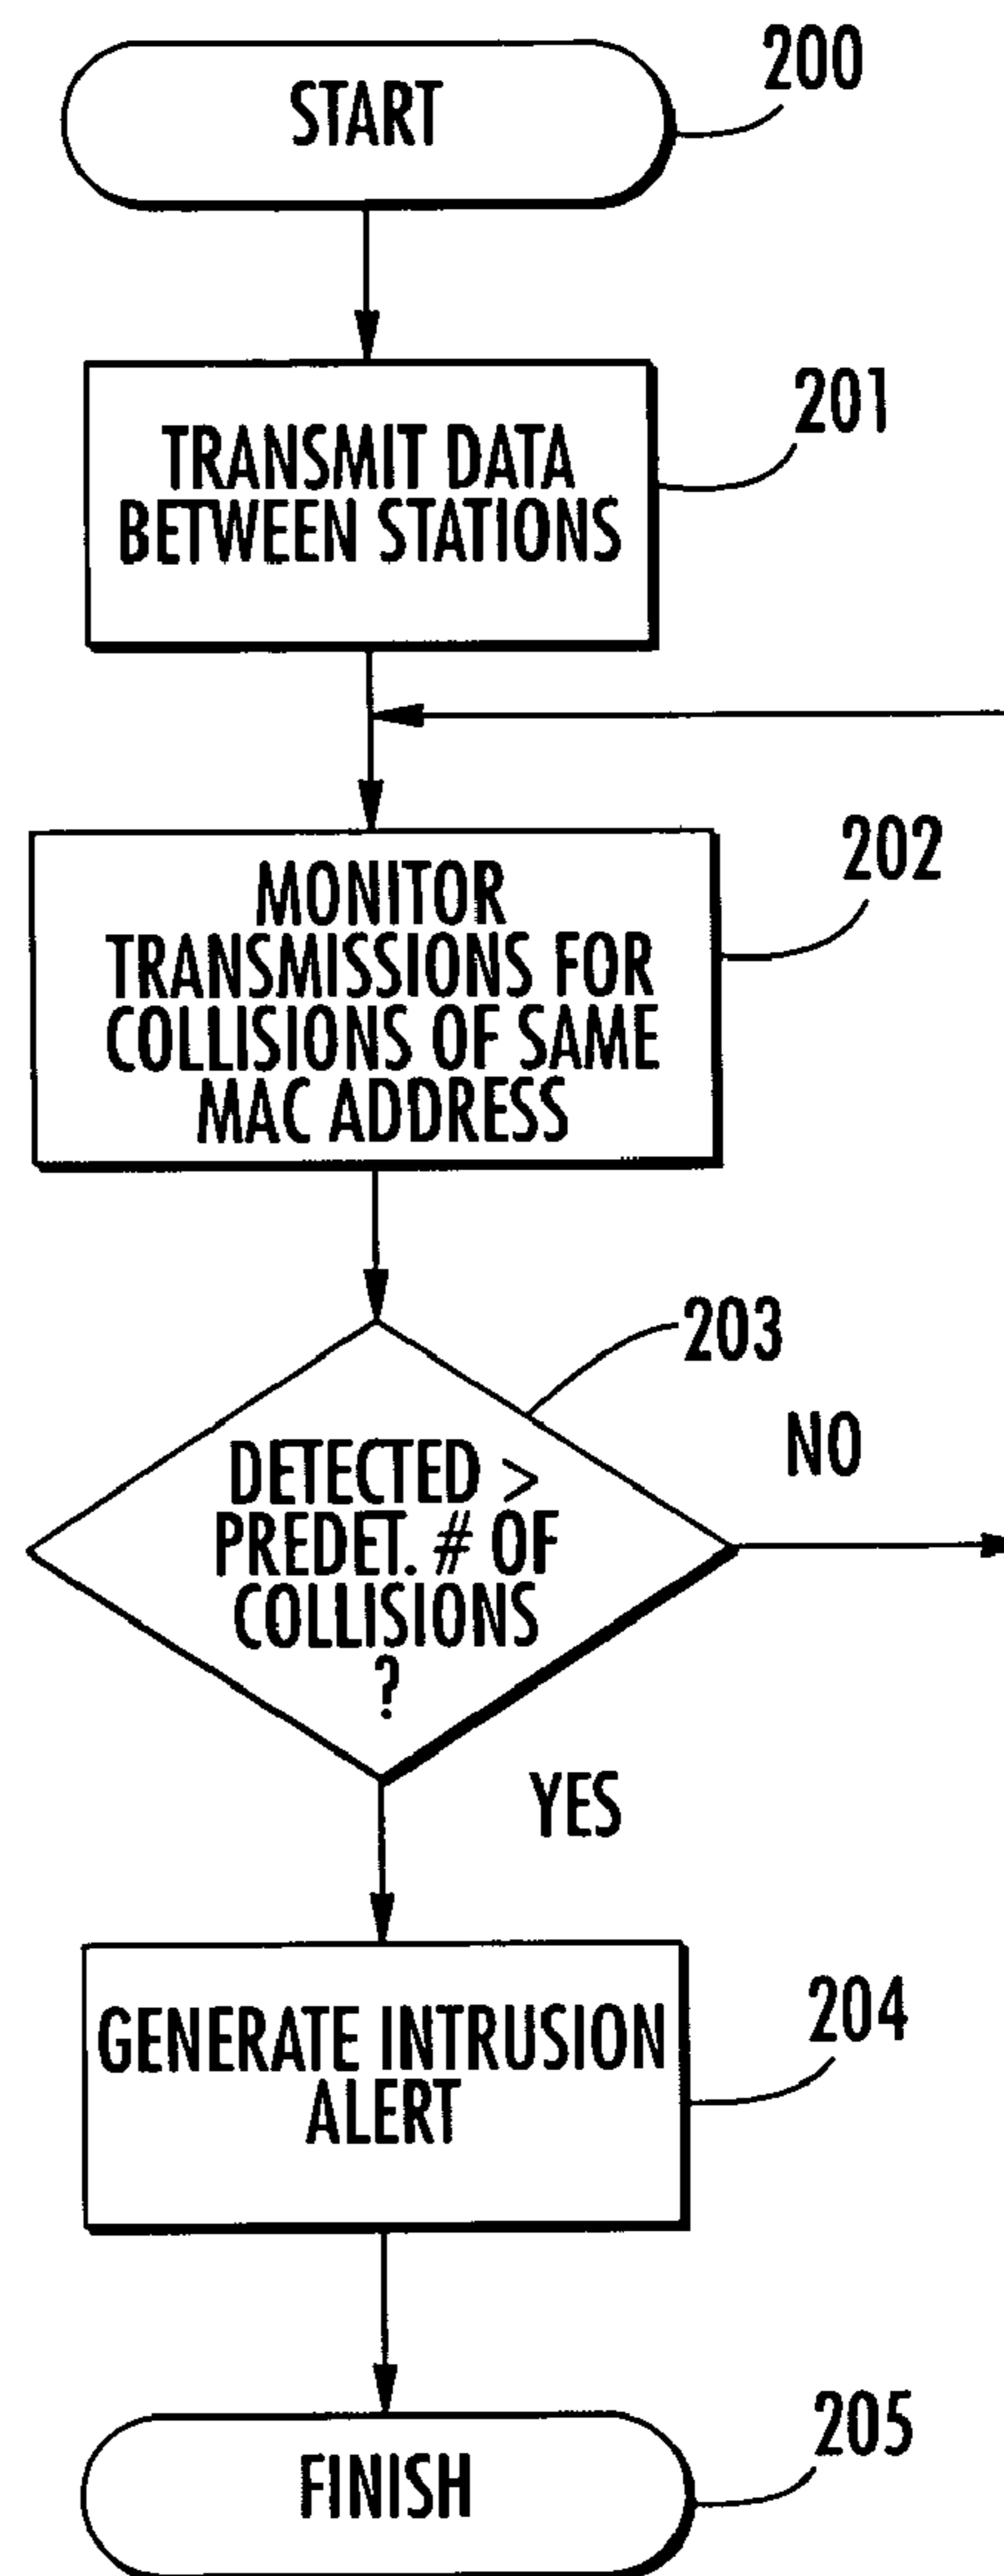 START
200
TRANSMIT DATA
BETWEEN STATIONS
201
MONITOR
TRANSMISSIONS FOR
COLLISIONS OF SAME
MAC ADDRESS
202
203
DETECTED >
PREDET. # OF
COLLISIONS
?
NO
YES
GENERATE INTRUSION
ALERT
204
FINISH
205